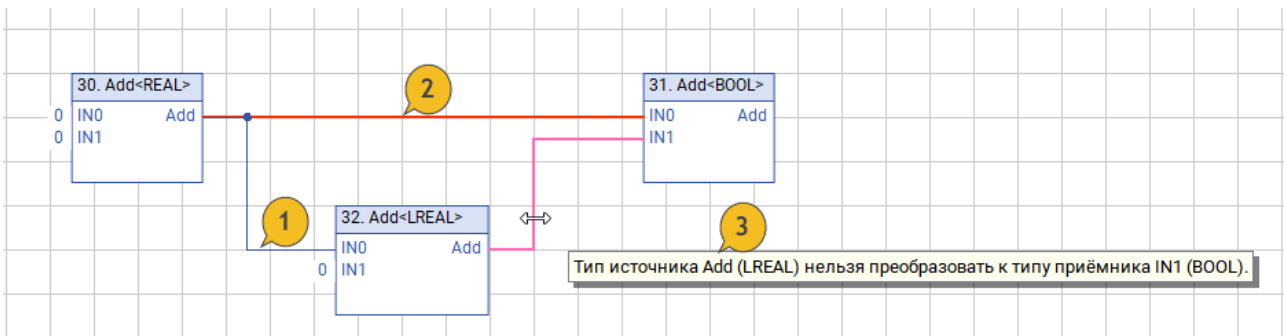 30. Add<REAL>
0 IN0 Add
0 IN1
2
31. Add<BOOL>
IN0 Add
IN1
1
32. Add<LREAL>
IN0 Add
0 IN1
3
Тип источника Add (LREAL) нельзя преобразовать к типу приёмника IN1 (BOOL).